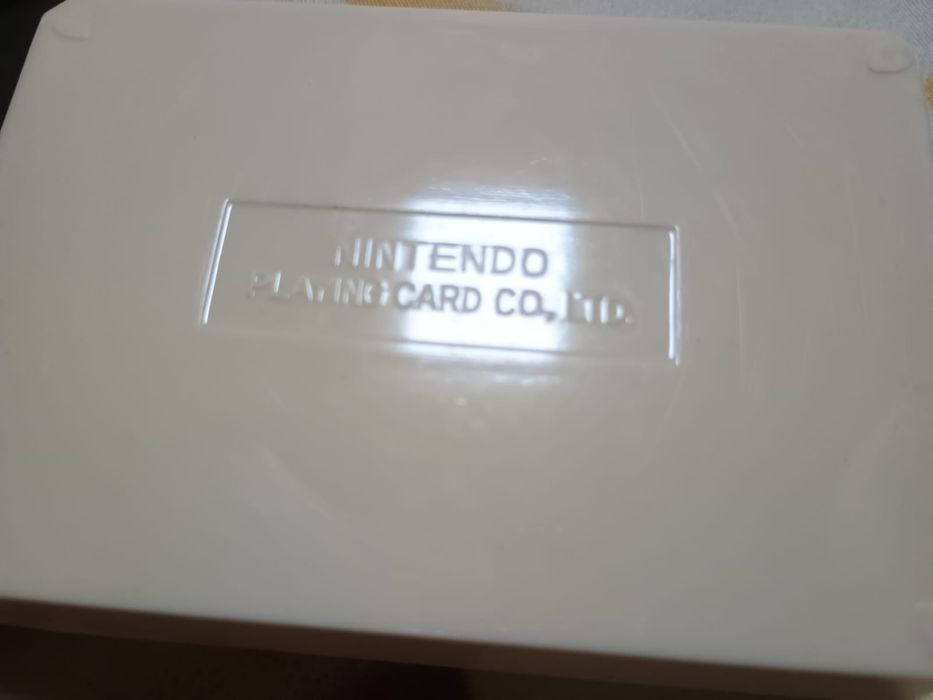 NINTENDO
PLAYING CARD CO., LTD.